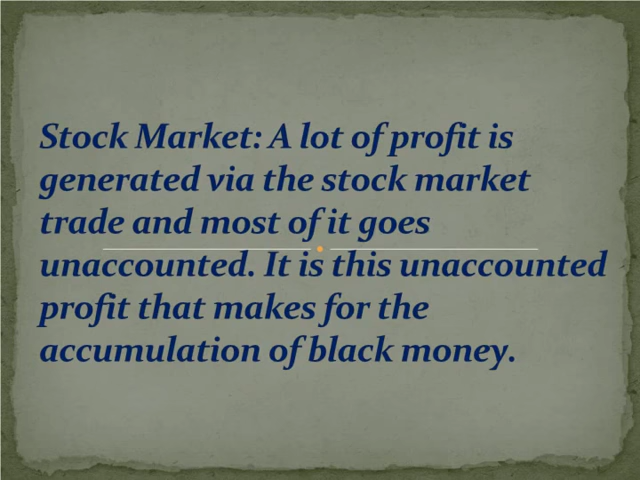 Stock Market: A lot of profit is
generated via the stock market
trade and most of it goes
unaccounted. It is this unaccounted
profit that makes for the
accumulation of black money.